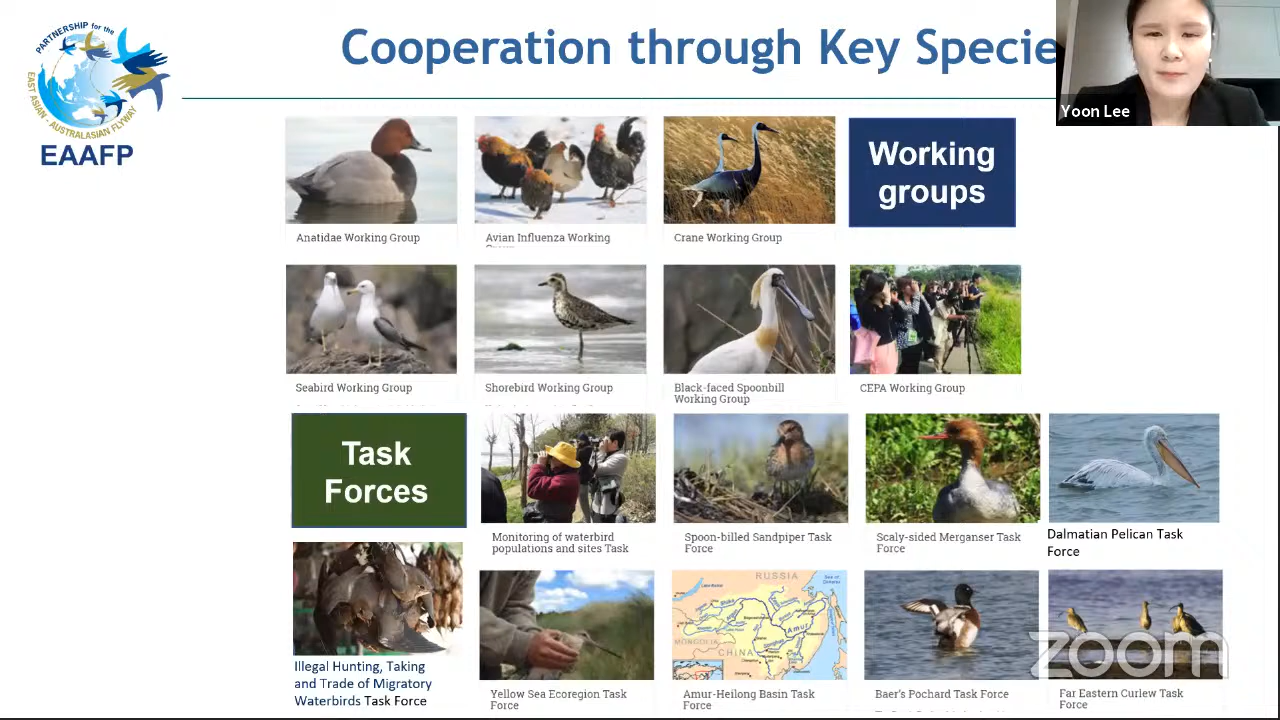 PARTNERSHIP for the
EAST ASIAN - AUSTRALASIAN FLYWAY
EAAFP
Cooperation through Key Specie
Yoon Lee
Working
groups
Anatidae Working Group
Avian Influenza Working
Crane Working Group
Seabird Working Group
Shorebird Working Group
Black-faced Spoonbill
Working Group
CEPA Working Group
Task
Forces
Monitoring of waterbird
populations and sites Task
Spoon-billed Sandpiper Task
Force
Scaly-sided Merganser Task
Force
Dalmatian Pelican Task
Force
Illegal Hunting, Taking
and Trade of Migratory
Waterbirds Task Force
Yellow Sea Ecoregion Task
Force
RUSSIA
MONGOLIA
CHINA
Amur
Amur-Heilong Basin Task
Force
Baer's Pochard Task Force
Far Eastern Curlew Task
Force
zoom